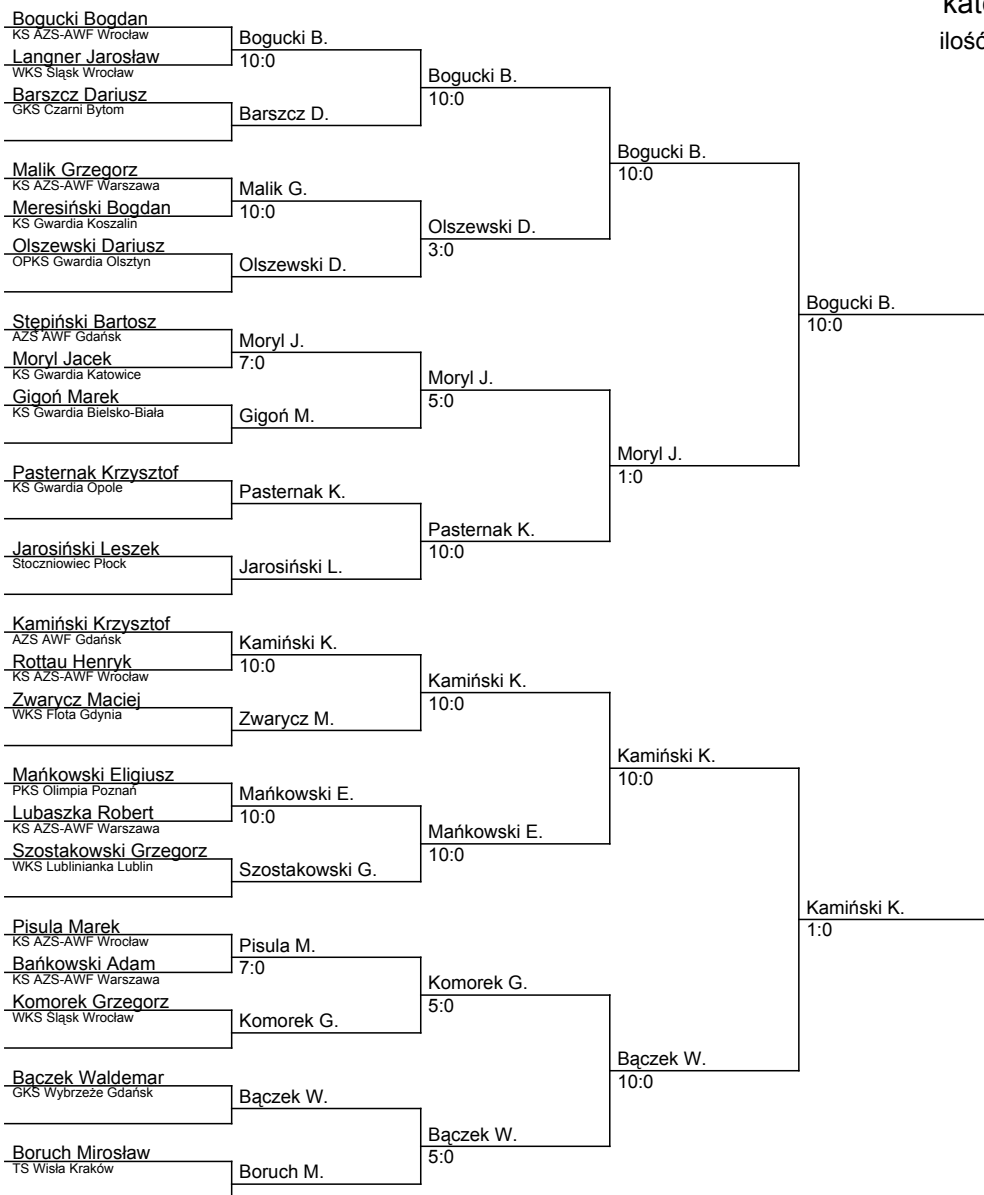 kate
ilość
Bogucki Bogdan
KS AZS-AWF Wrocław
Langner Jarosław
WKS Śląsk Wrocław
Barszcz Dariusz
GKS Czarni Bytom
Malik Grzegorz
KS AZS-AWF Warszawa
Meresiński Bogdan
KS Gwardia Koszalin
Olszewski Dariusz
OPKS Gwardia Olsztyn
Stępiński Bartosz
AZS AWF Gdańsk
Moryl Jacek
KS Gwardia Katowice
Gigoń Marek
KS Gwardia Bielsko-Biała
Pasternak Krzysztof
KS Gwardia Opole
Jarosiński Leszek
Stoczniowiec Płock
Kamiński Krzysztof
AZS AWF Gdańsk
Rottau Henryk
KS AZS-AWF Wrocław
Zwarycz Maciej
WKS Flota Gdynia
Mańkowski Eligiusz
PKS Olimpia Poznań
Lubaszka Robert
KS AZS-AWF Warszawa
Szostakowski Grzegorz
WKS Lublinianka Lublin
Pisula Marek
KS AZS-AWF Wrocław
Bańkowski Adam
KS AZS-AWF Warszawa
Komorek Grzegorz
WKS Śląsk Wrocław
Bączek Waldemar
GKS Wybrzeże Gdańsk
Boruch Mirosław
TS Wisła Kraków
Bogucki B.
10:0
Barszcz D.
Malik G.
10:0
Olszewski D.
Moryl J.
7:0
Gigoń M.
Pasternak K.
Jarosiński L.
Kamiński K.
10:0
Zwarycz M.
Mańkowski E.
10:0
Szostakowski G.
Pisula M.
7:0
Komorek G.
Bączek W.
Boruch M.
Bogucki B.
10:0
Olszewski D.
3:0
Moryl J.
5:0
Pasternak K.
10:0
Kamiński K.
10:0
Mańkowski E.
10:0
Komorek G.
5:0
Bączek W.
5:0
Bogucki B.
10:0
Moryl J.
1:0
Kamiński K.
10:0
Bączek W.
10:0
Bogucki B.
10:0
Kamiński K.
1:0